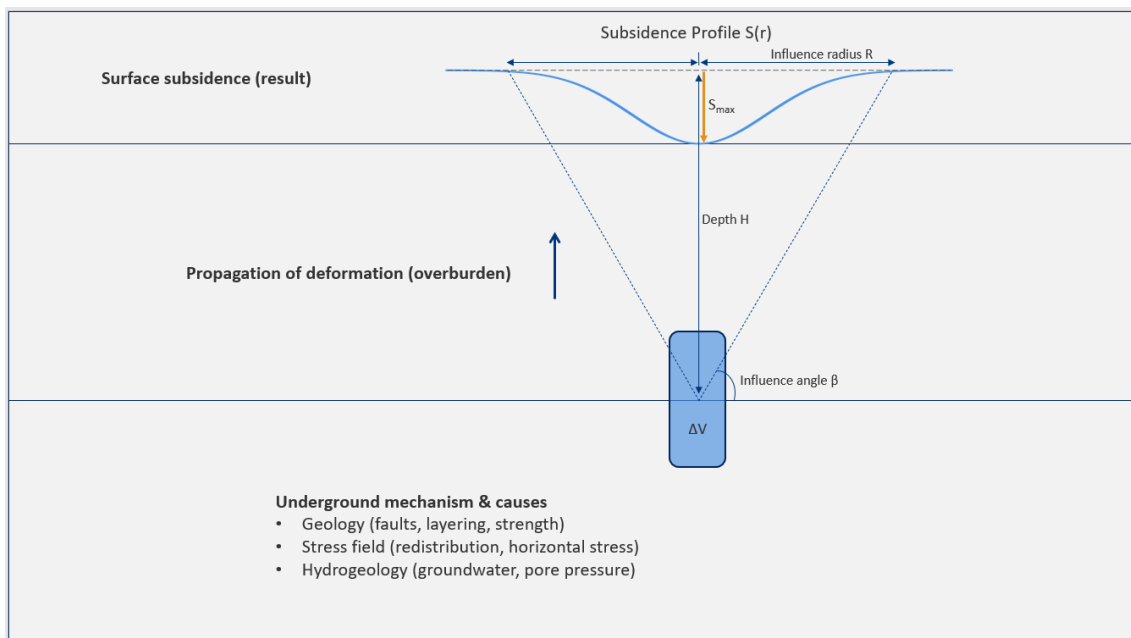 Subsidence Profile S(r)
Influence radius R
Surface subsidence (result)
Smax
Depth H
Propagation of deformation (overburden)
Influence angle β
ΔV
Underground mechanism & causes
• Geology (faults, layering, strength)
• Stress field (redistribution, horizontal stress)
• Hydrogeology (groundwater, pore pressure)